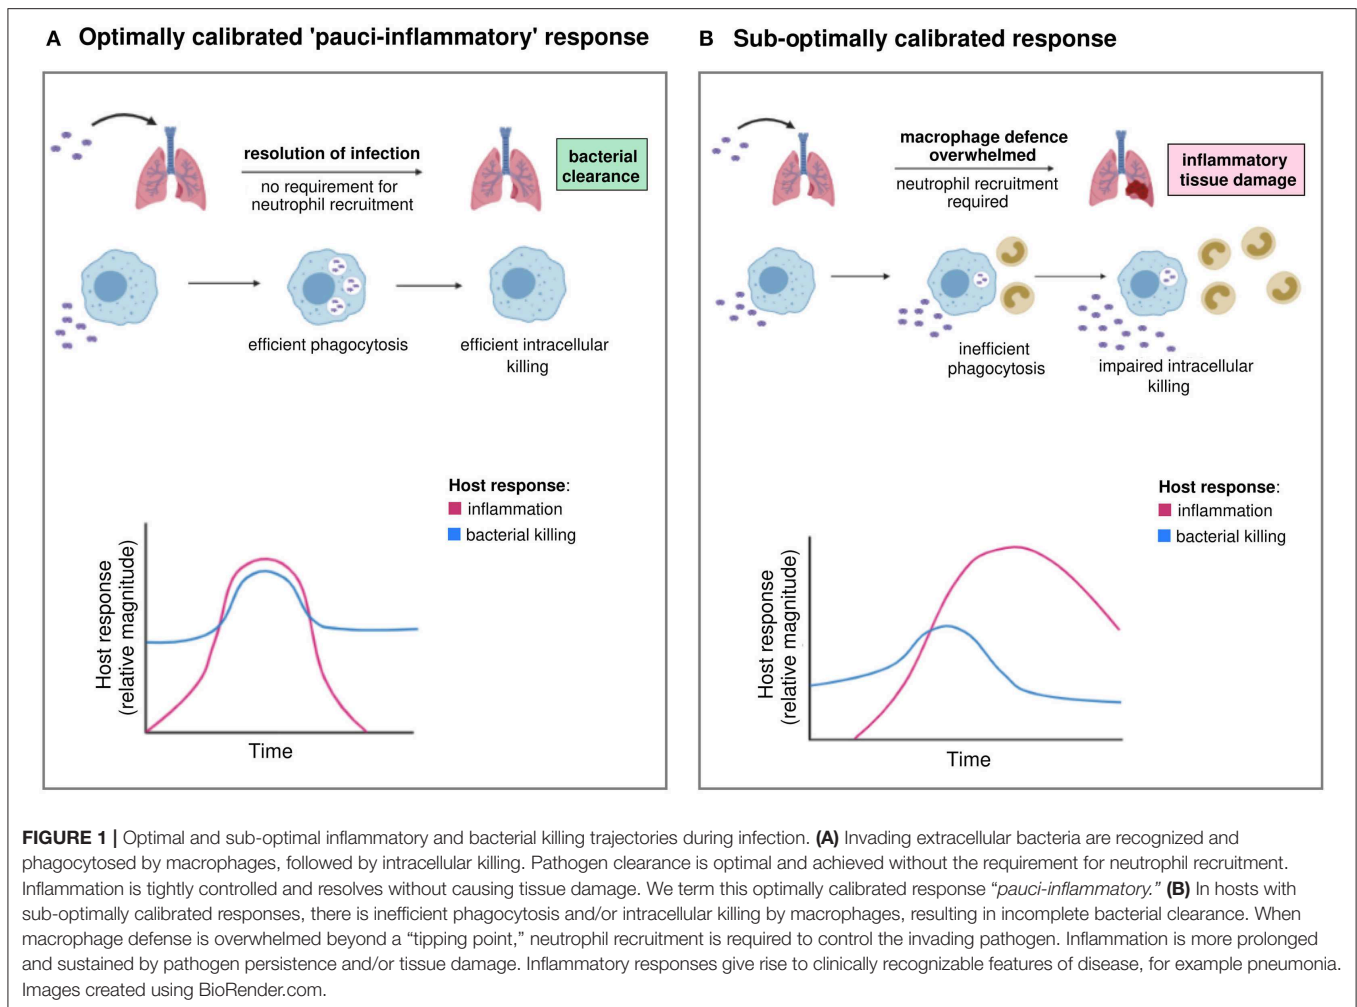 A Optimally calibrated 'pauci-inflammatory' response
resolution of infection
no requirement for
neutrophil recruitment
bacterial
clearance
efficient phagocytosis
efficient intracellular
killing
Host response:
inflammation
bacterial killing
Host response
(relative magnitude)
Time
B Sub-optimally calibrated response
macrophage defence
overwhelmed
neutrophil recruitment
required
inflammatory
tissue damage
inefficient
phagocytosis
impaired intracellular
killing
Host response:
inflammation
bacterial killing
Host response
(relative magnitude)
Time
FIGURE 1 | Optimal and sub-optimal inflammatory and bacterial killing trajectories during infection. (A) Invading extracellular bacteria are recognized and
phagocytosed by macrophages, followed by intracellular killing. Pathogen clearance is optimal and achieved without the requirement for neutrophil recruitment.
Inflammation is tightly controlled and resolves without causing tissue damage. We term this optimally calibrated response “pauci-inflammatory.” (B) In hosts with
sub-optimally calibrated responses, there is inefficient phagocytosis and/or intracellular killing by macrophages, resulting in incomplete bacterial clearance. When
macrophage defense is overwhelmed beyond a “tipping point,” neutrophil recruitment is required to control the invading pathogen. Inflammation is more prolonged
and sustained by pathogen persistence and/or tissue damage. Inflammatory responses give rise to clinically recognizable features of disease, for example pneumonia.
Images created using BioRender.com.